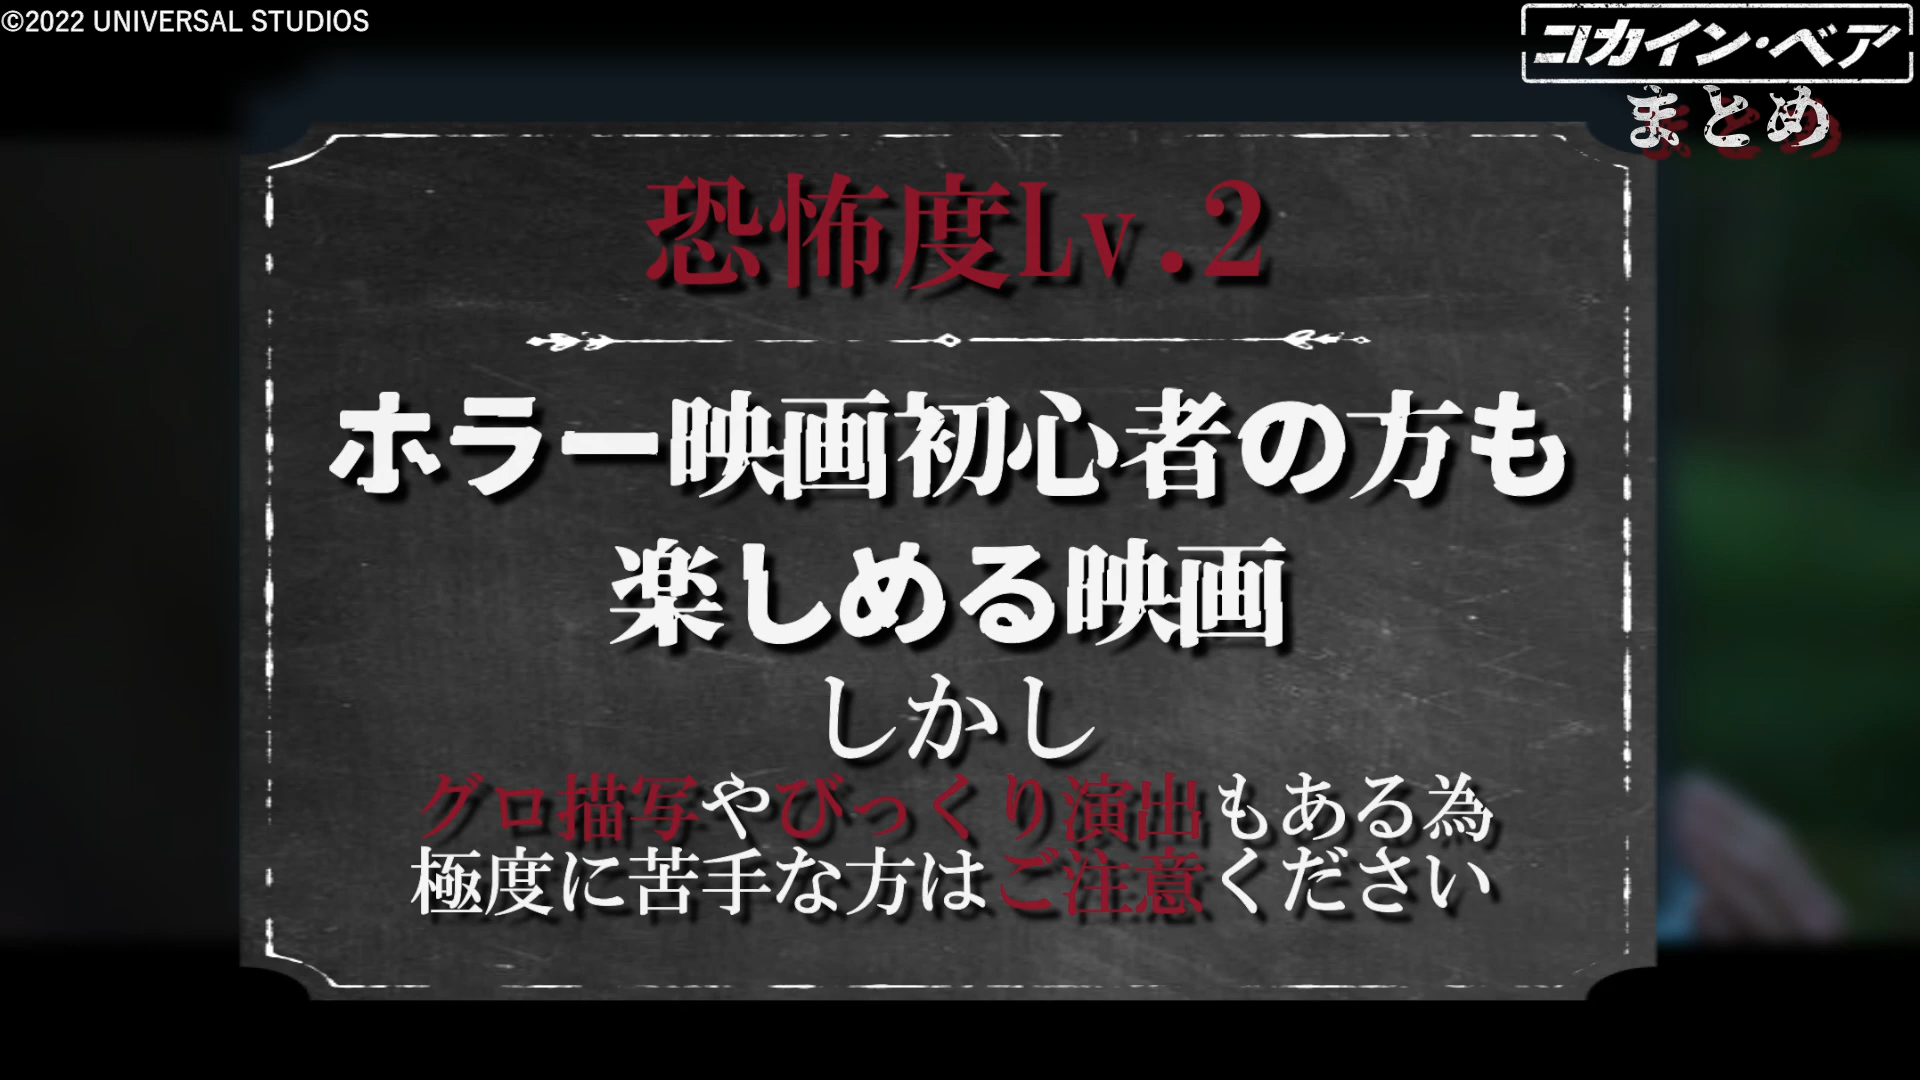 ©2022 UNIVERSAL STUDIOS
コカイン・ベア
まとめ
恐怖度Lv.2
ホラー映画初心者の方も
楽しめる映画
しかし
グロ描写やびっくり演出もある為
極度に苦手な方はご注意ください